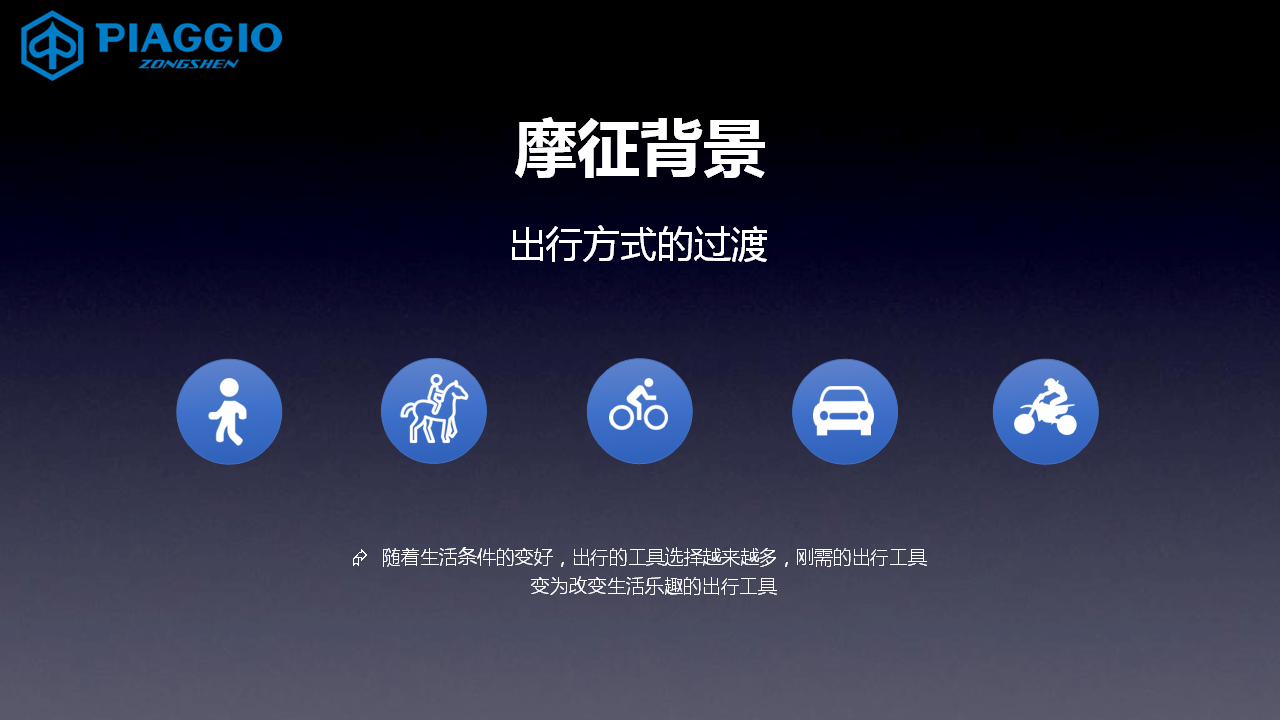 PIAGGIO
ZONGSHEN
摩征背景
出行方式的过渡
随着生活条件的变好，出行的工具选择越来越多，刚需的出行工具
变为改变生活乐趣的出行工具